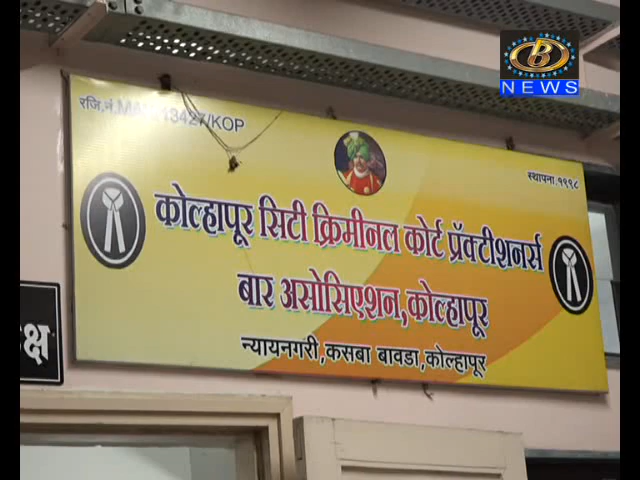 B
NEWS
रजि.नं.MAH/13427/KOP
स्थापना.१९९८
कोल्हापूर सिटी क्रिमीनल कोर्ट प्रॅक्टीशनर्स
बार असोसिएशन,कोल्हापूर
न्यायनगरी,कसबा बावडा,कोल्हापूर
क्ष